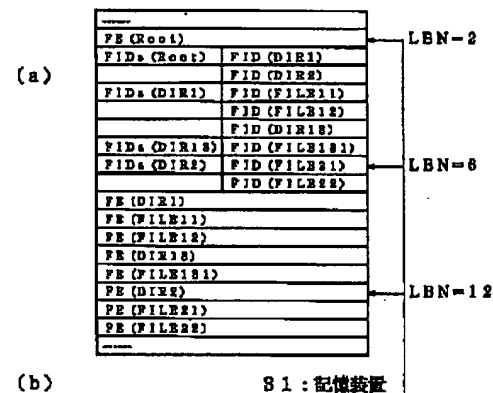 FE (Root) LBN=2
FIDs (Root) FID (DIR1)
(a) FID (DIR2)
FIDs (DIR1) FID (FILE11)
FID (FILE12)
FID (DIR13)
FIDs (DIR13) FID (FILE131)
FIDs (DIR2) FID (FILE21) LBN=6
FID (FILE22)
FE (DIR1)
FE (FILE11)
FE (FILE12)
FE (DIR13)
FE (FILE131)
FE (DIR2) LBN=12
FE (FILE21)
FE (FILE22)
(b) 31:記憶装置